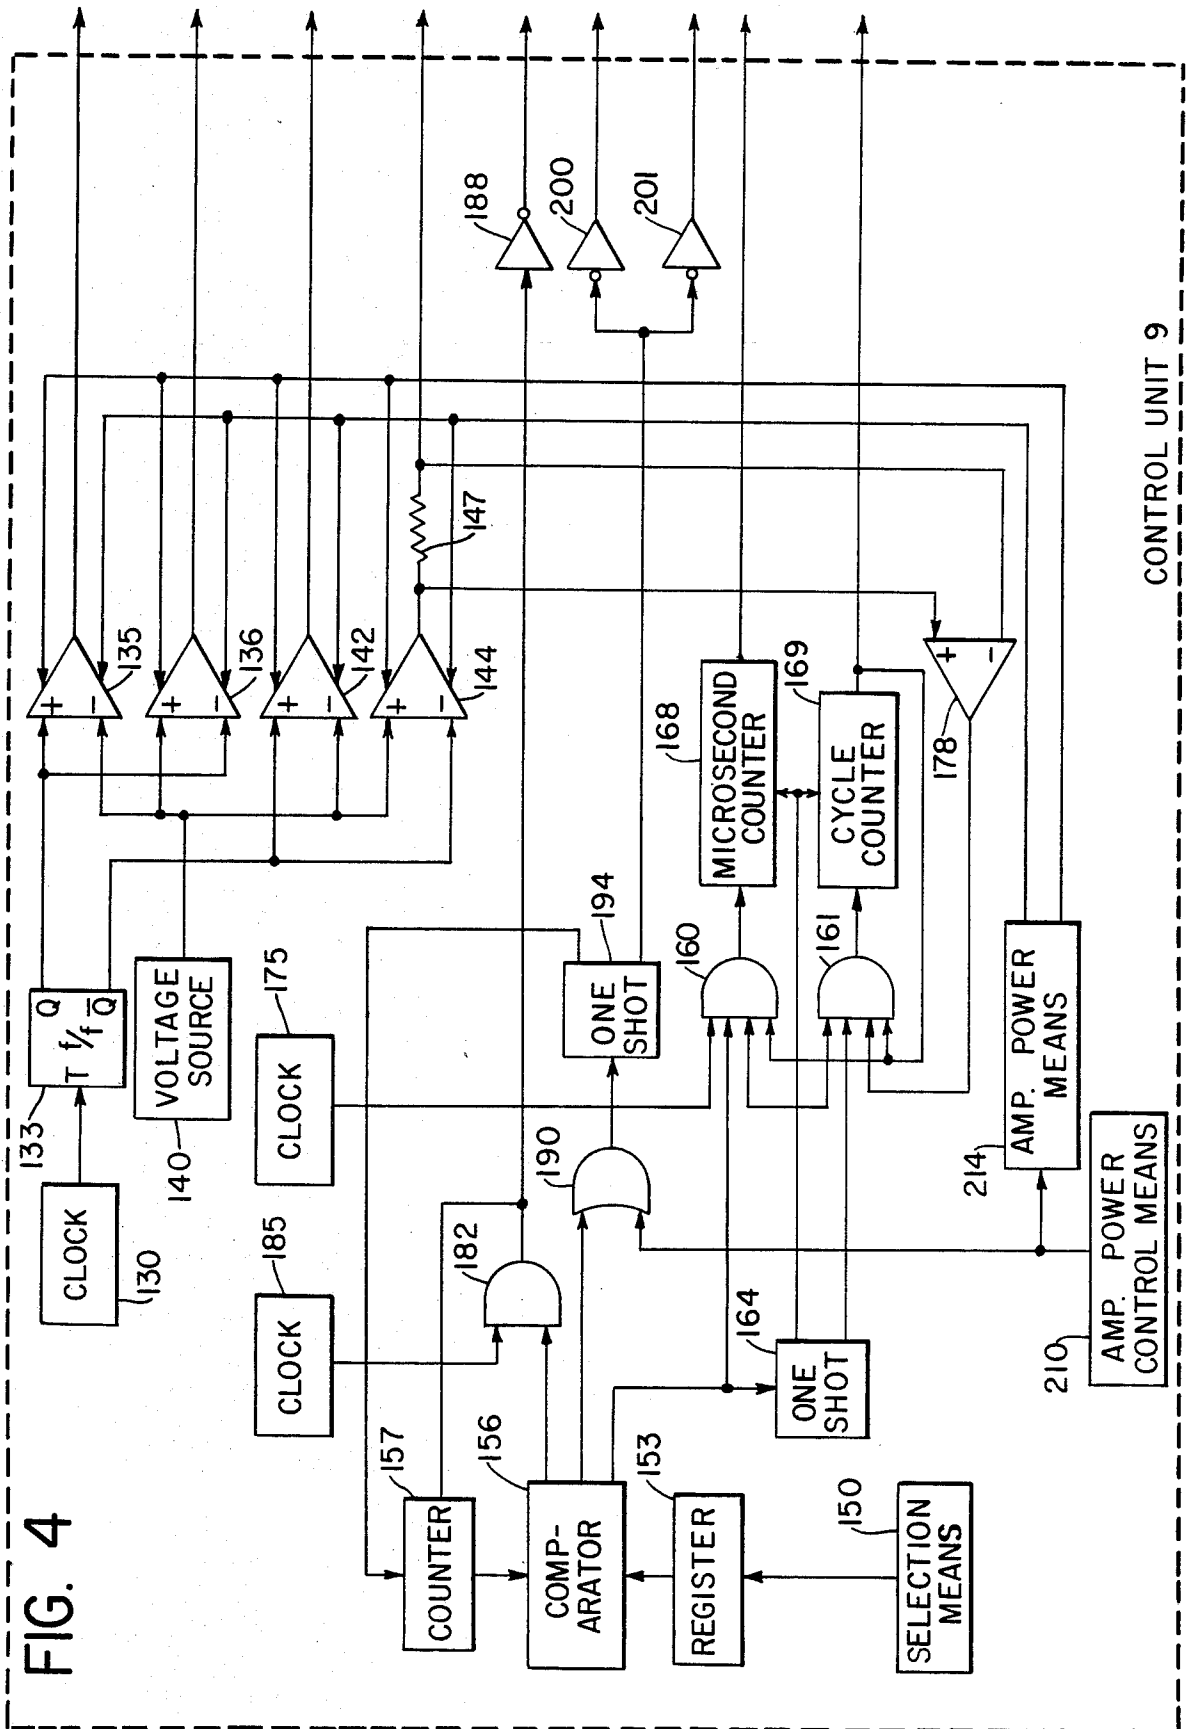 FIG. 4
CLOCK
130
133
T f/f
Q
Q̅
VOLTAGE
SOURCE
140
+
−
135
+
−
136
+
−
142
+
−
144
147
CLOCK
185
CLOCK
175
COUNTER
157
182
188
COMP-
ARATOR
156
190
ONE
SHOT
194
200
201
REGISTER
153
ONE
SHOT
164
160
161
MICROSECOND
COUNTER
168
CYCLE
COUNTER
169
+
−
178
SELECTION
MEANS
150
AMP. POWER
CONTROL MEANS
210
AMP. POWER
MEANS
214
CONTROL UNIT 9